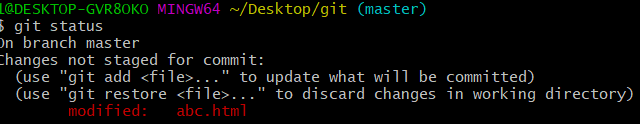 l@DESKTOP-GVR8OKO MINGW64 ~/Desktop/git (master)
$ git status
On branch master
Changes not staged for commit:
  (use "git add <file>..." to update what will be committed)
  (use "git restore <file>..." to discard changes in working directory)
        modified:   abc.html